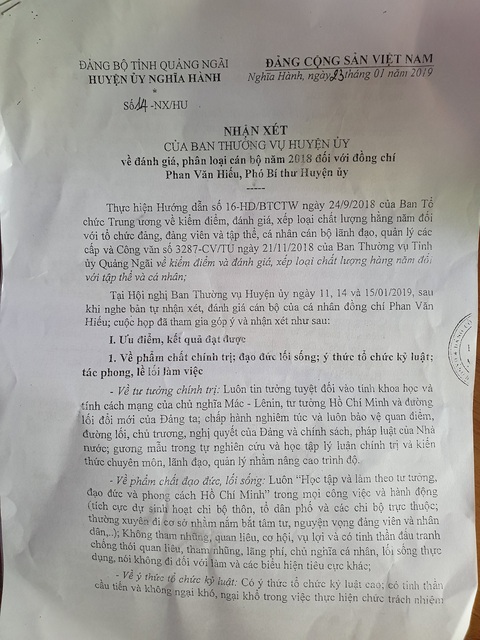 ĐẢNG BỘ TỈNH QUẢNG NGÃI
HUYỆN ỦY NGHĨA HÀNH
*
Số 14 -NX/HU
ĐẢNG CỘNG SẢN VIỆT NAM
Nghĩa Hành, ngày 23 tháng 01 năm 2019
NHẬN XÉT
CỦA BAN THƯỜNG VỤ HUYỆN ỦY
về đánh giá, phân loại cán bộ năm 2018 đối với đồng chí
Phan Văn Hiếu, Phó Bí thư Huyện ủy
-----
Thực hiện Hướng dẫn số 16-HD/BTCTW ngày 24/9/2018 của Ban Tổ
chức Trung ương về kiểm điểm, đánh giá, xếp loại chất lượng hằng năm đối
với tổ chức đảng, đảng viên và tập thể, cá nhân cán bộ lãnh đạo, quản lý các
cấp và Công văn số 3287-CV/TU ngày 21/11/2018 của Ban Thường vụ Tỉnh
ủy Quảng Ngãi về kiểm điểm và đánh giá, xếp loại chất lượng hằng năm đối
với tập thể và cá nhân;
Tại Hội nghị Ban Thường vụ Huyện ủy ngày 11, 14 và 15/01/2019, sau
khi nghe bản tự nhận xét, đánh giá cán bộ của cá nhân đồng chí Phan Văn
Hiếu; cuộc họp đã tham gia góp ý và nhận xét như sau:
I. Ưu điểm, kết quả đạt được
1. Về phẩm chất chính trị; đạo đức lối sống; ý thức tổ chức kỷ luật;
tác phong, lề lối làm việc
- Về tư tưởng chính trị: Luôn tin tưởng tuyệt đối vào tính khoa học và
tính cách mạng của chủ nghĩa Mác - Lênin, tư tưởng Hồ Chí Minh và đường
lối đổi mới của Đảng ta; chấp hành nghiêm túc và luôn bảo vệ quan điểm,
đường lối, chủ trương, nghị quyết của Đảng và chính sách, pháp luật của Nhà
nước; gương mẫu trong tự nghiên cứu và học tập lý luận chính trị và kiến
thức chuyên môn, lãnh đạo, quản lý nhằm nâng cao trình độ.
- Về phẩm chất đạo đức, lối sống: Luôn "Học tập và làm theo tư tưởng,
đạo đức và phong cách Hồ Chí Minh" trong mọi công việc và hành động
(tích cực dự sinh hoạt chi bộ thôn, tổ dân phố và các chi bộ trực thuộc;
thường xuyên đi cơ sở nhằm nắm bắt tâm tư, nguyện vọng đảng viên và nhân
dân,..); Không tham nhũng, quan liêu, cơ hội, vụ lợi và có tinh thần đấu tranh
chống thói quan liêu, tham nhũng, lãng phí, chủ nghĩa cá nhân, lối sống thực
dụng, nói không đi đôi với làm và các biểu hiện tiêu cực khác;
- Về ý thức tổ chức kỷ luật: Có ý thức tổ chức kỷ luật cao; có tinh thần
cầu tiến và không ngại khó, ngại khổ trong việc thực hiện chức trách nhiệm